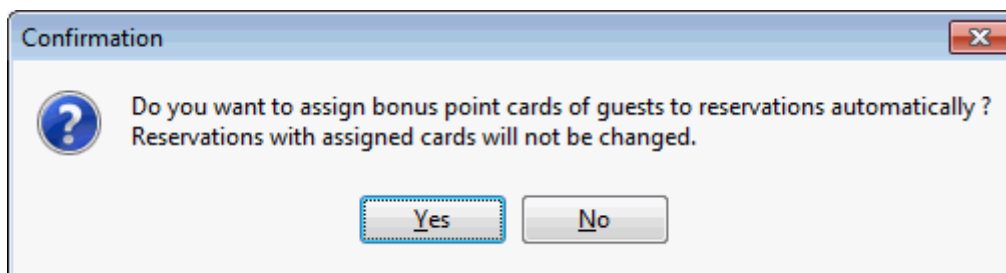 Confirmation
Do you want to assign bonus point cards of guests to reservations automatically ?
Reservations with assigned cards will not be changed.
Yes
No